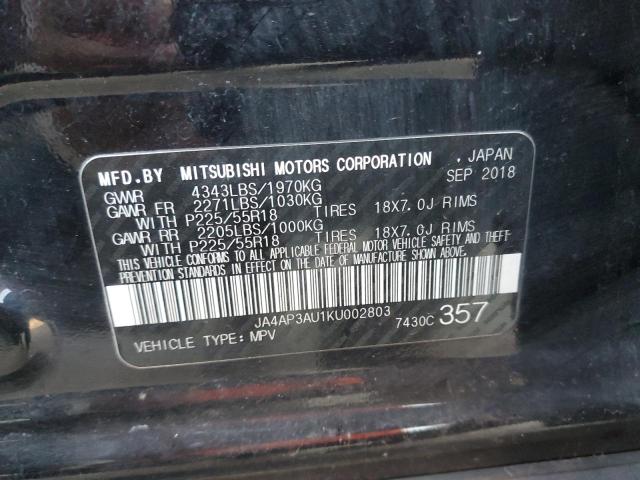 MFD.BY MITSUBISHI MOTORS CORPORATION , JAPAN
GVWR 4343LBS/1970KG SEP 2018
GAWR FR 2271LBS/1030KG
WITH P225/55R18 TIRES 18X7.0J RIMS
GAWR RR 2205LBS/1000KG
WITH P225/55R18 TIRES 18X7.0J RIMS
THIS VEHICLE CONFORMS TO ALL APPLICABLE FEDERAL MOTOR VEHICLE SAFETY AND THEFT-
PREVENTION STANDARDS IN EFFECT ON THE DATE OF MANUFACTURE SHOWN ABOVE.
JA4AP3AU1KU002803
VEHICLE TYPE: MPV 7430C 357